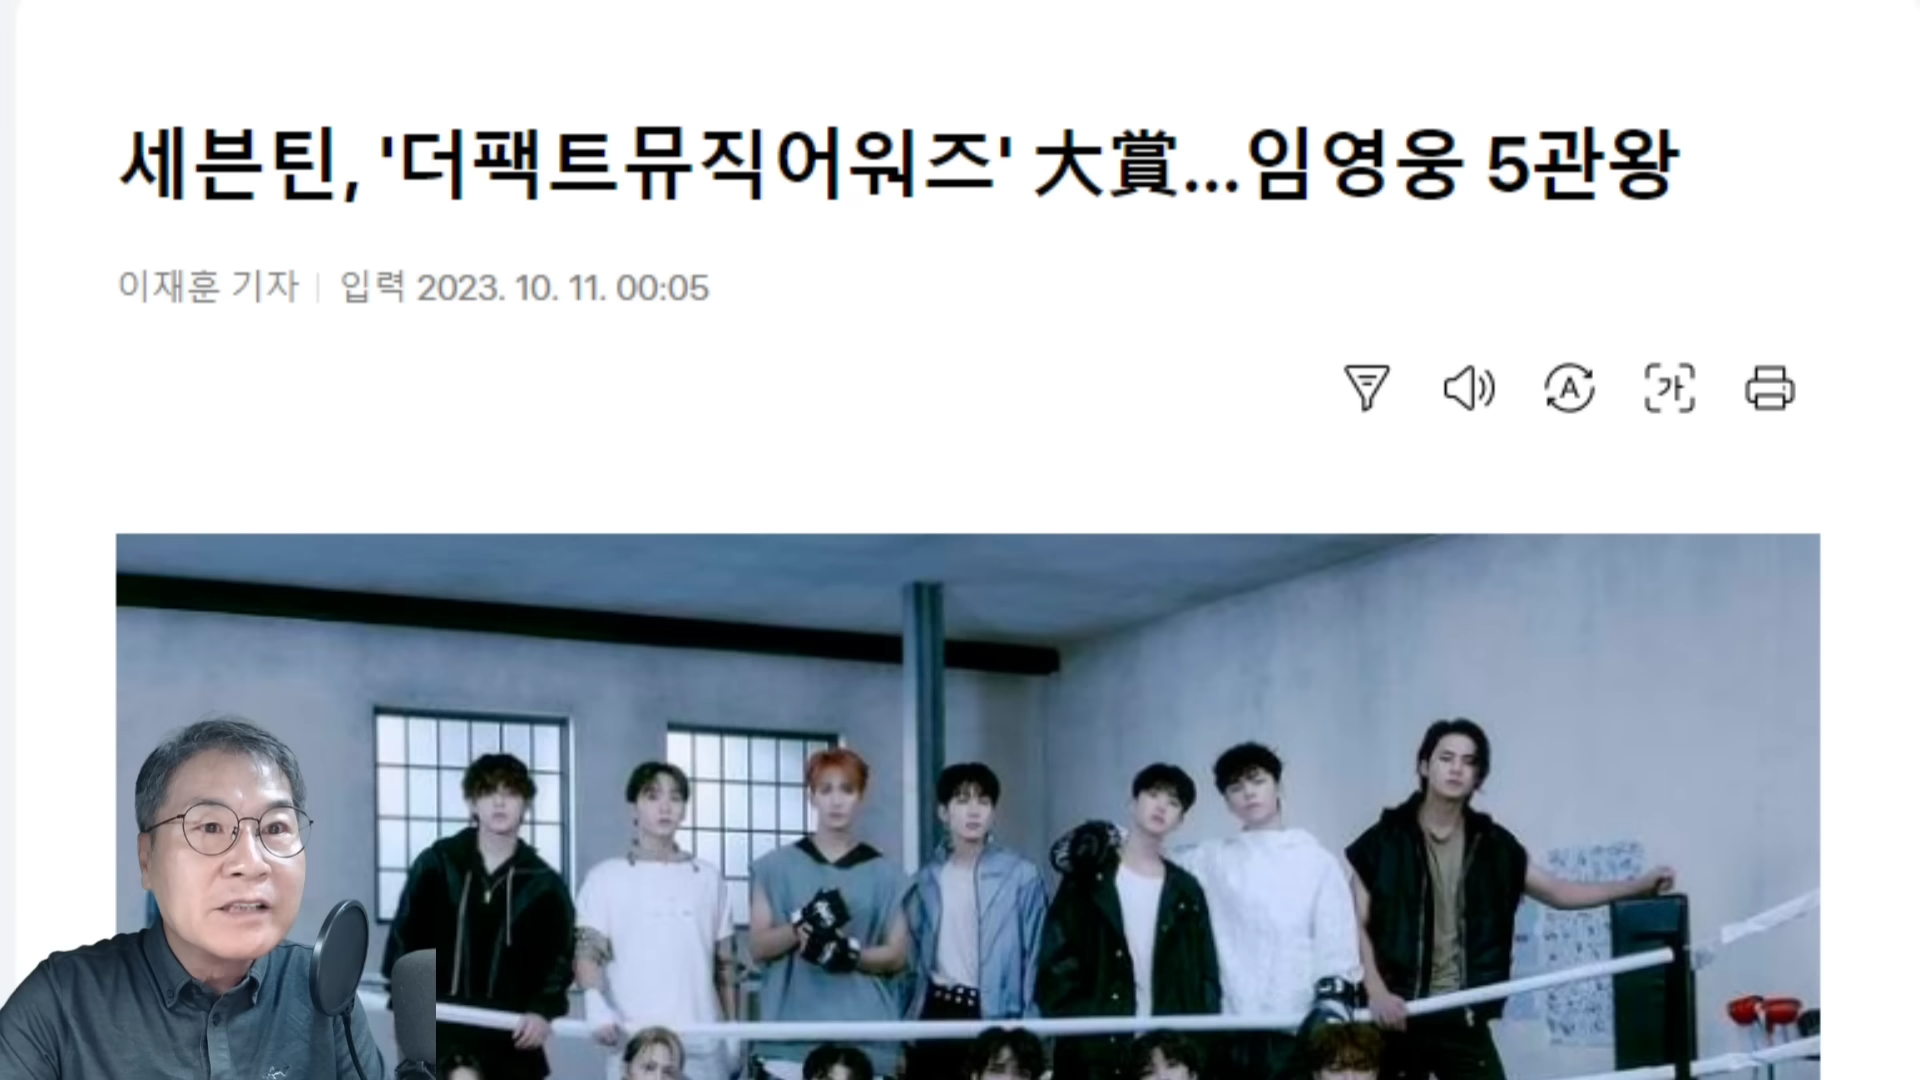 세븐틴, '더팩트뮤직어워즈' 大賞...임영웅 5관왕
이재훈 기자 | 입력 2023. 10. 11. 00:05
A
가